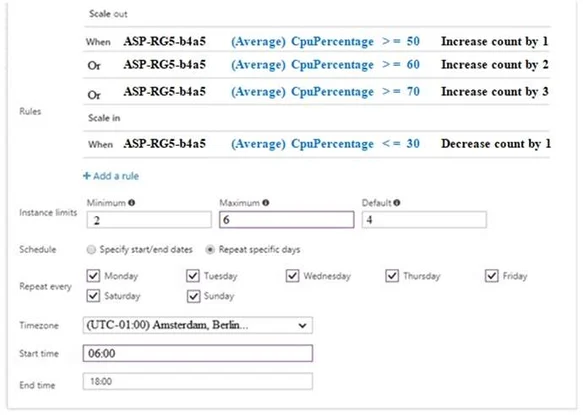 Scale out
When ASP-RG5-b4a5 (Average) CpuPercentage >= 50 Increase count by 1
Or ASP-RG5-b4a5 (Average) CpuPercentage >= 60 Increase count by 2
Or ASP-RG5-b4a5 (Average) CpuPercentage >= 70 Increase count by 3
Rules
Scale in
When ASP-RG5-b4a5 (Average) CpuPercentage <= 30 Decrease count by 1
+ Add a rule
Minimum Maximum Default
Instance limits 2 6 4
Schedule Specify start/end dates Repeat specific days
Repeat every Monday Tuesday Wednesday Thursday Friday
Saturday Sunday
Timezone (UTC-01:00) Amsterdam, Berlin...
Start time 06:00
End time 18:00